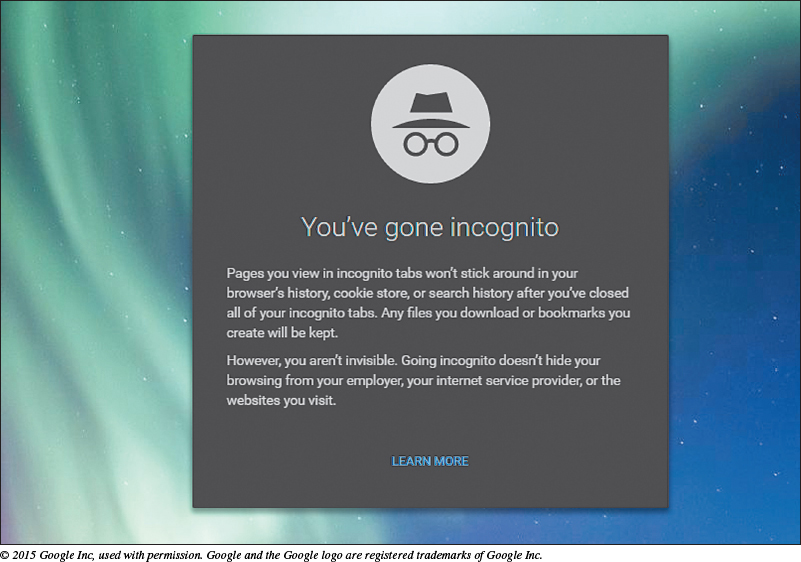 You've gone incognito
Pages you view in incognito tabs won't stick around in your
browser's history, cookie store, or search history after you've closed
all of your incognito tabs. Any files you download or bookmarks you
create will be kept.
However, you aren't invisible. Going incognito doesn't hide your
browsing from your employer, your internet service provider, or the
websites you visit.
LEARN MORE
© 2015 Google Inc, used with permission. Google and the Google logo are registered trademarks of Google Inc.